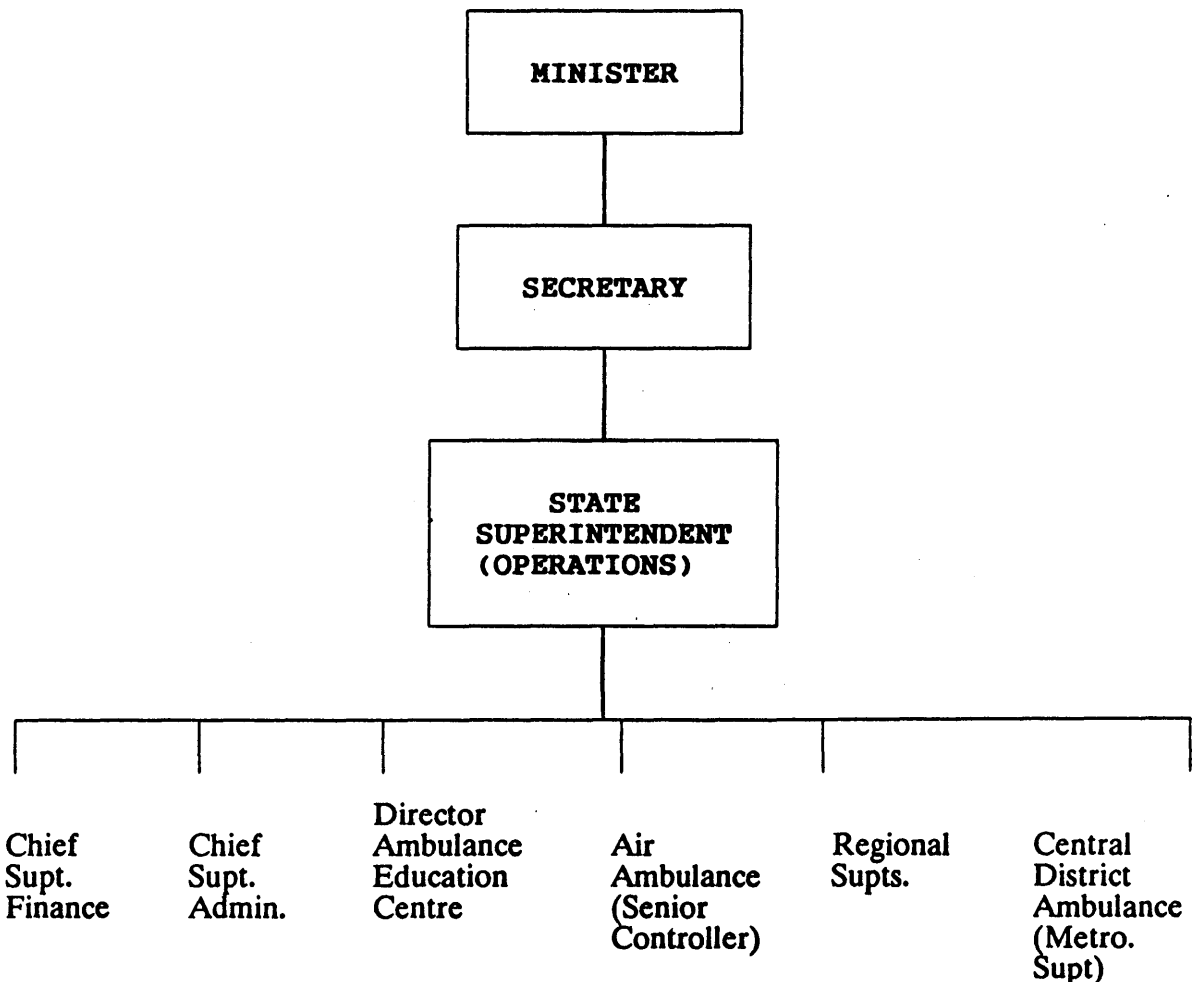 MINISTER
SECRETARY
STATE
SUPERINTENDENT
(OPERATIONS)
Chief
Supt.
Finance
Chief
Supt.
Admin.
Director
Ambulance
Education
Centre
Air
Ambulance
(Senior
Controller)
Regional
Supts.
Central
District
Ambulance
(Metro.
Supt)